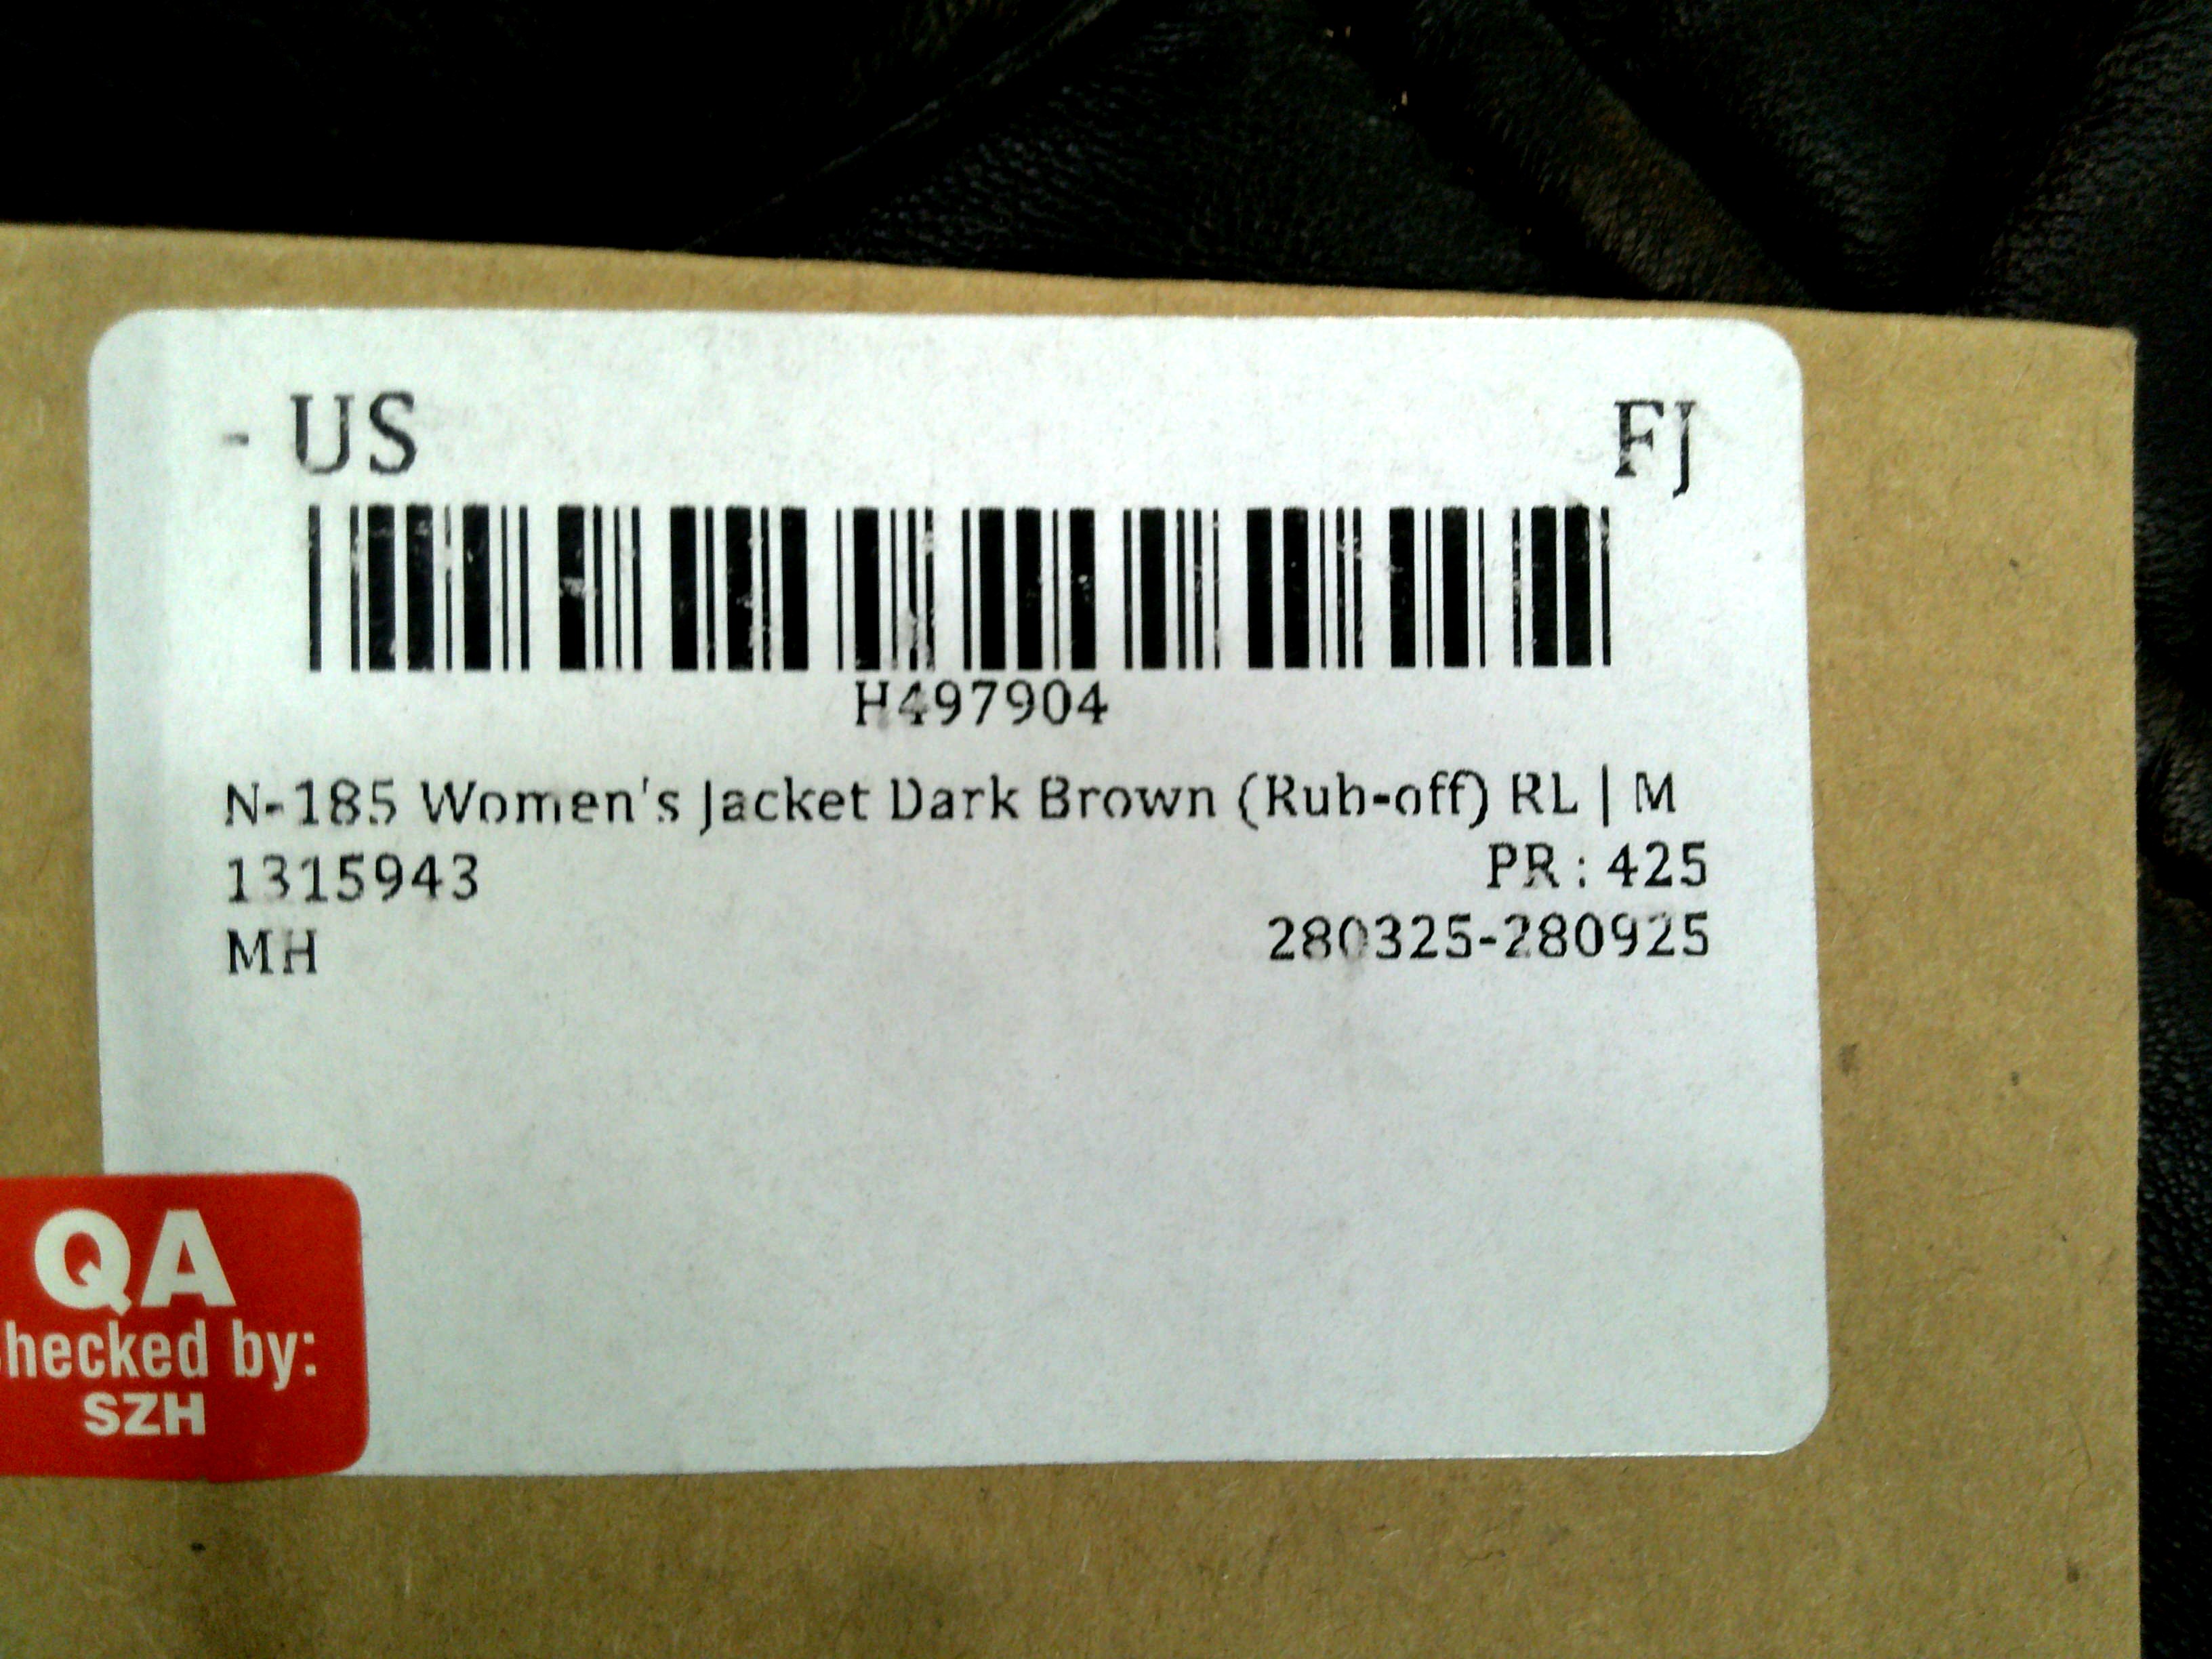 - US FJ
H497904
N-185 Women's Jacket Dark Brown (Rub-off) RL | M
1315943 PR : 425
MH 280325-280925
QA
hecked by:
SZH